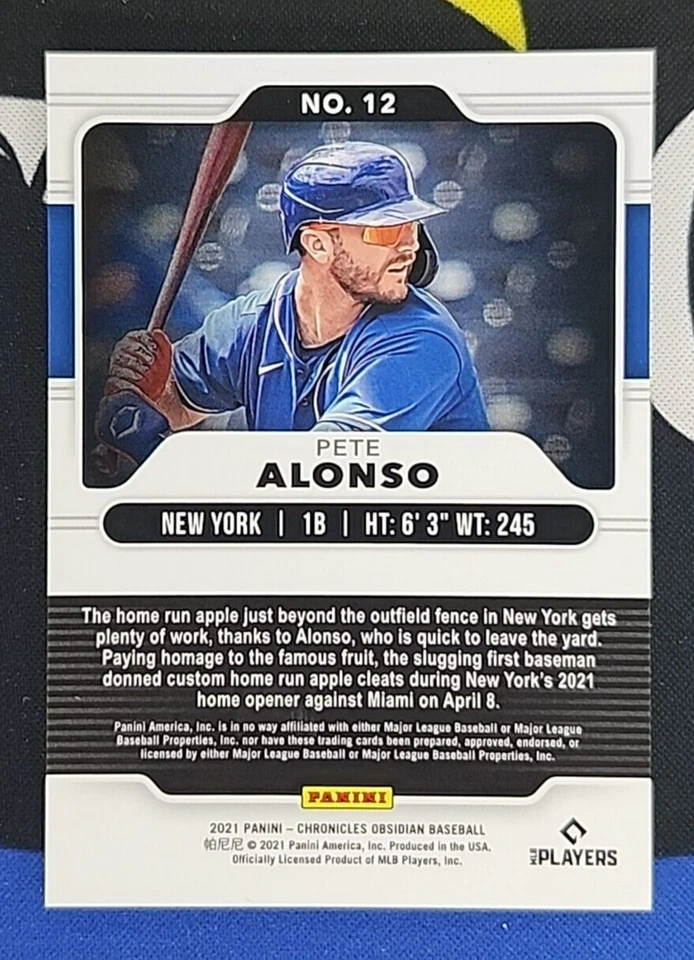 NO. 12
PETE
ALONSO
NEW YORK | 1B | HT: 6' 3" WT: 245
The home run apple just beyond the outfield fence in New York gets
plenty of work, thanks to Alonso, who is quick to leave the yard.
Paying homage to the famous fruit, the slugging first baseman
donned custom home run apple cleats during New York's 2021
home opener against Miami on April 8.
Panini America, Inc. is in no way affiliated with either Major League Baseball or Major League
Baseball Properties, Inc. nor have these trading cards been prepared, approved, endorsed, or
licensed by either Major League Baseball or Major League Baseball Properties, Inc.
PANINI
2021 PANINI – CHRONICLES OBSIDIAN BASEBALL
帕尼尼 © 2021 Panini America, Inc. Produced in the USA.
Officially Licensed Product of MLB Players, Inc.
MLB PLAYERS